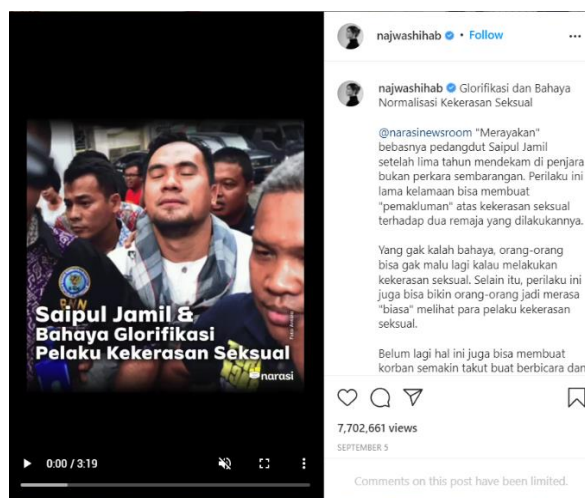 najwashihab • Follow
najwashihab Glorifikasi dan Bahaya
Normalisasi Kekerasan Seksual
@narasinewsroom "Merayakan"
bebasnya pedangdut Saipul Jamil
setelah lima tahun mendekam di penjara
bukan perkara sembarangan. Perilaku ini
lama kelamaan bisa membuat
"pemakluman" atas kekerasan seksual
terhadap dua remaja yang dilakukannya.
Yang gak kalah bahaya, orang-orang
bisa gak malu lagi kalau melakukan
kekerasan seksual. Selain itu, perilaku ini
juga bisa bikin orang-orang jadi merasa
"biasa" melihat para pelaku kekerasan
seksual.
Belum lagi hal ini juga bisa membuat
korban semakin takut buat berbicara dan
7,702,661 views
SEPTEMBER 5
Comments on this post have been limited.
Saipul Jamil &
Bahaya Glorifikasi
Pelaku Kekerasan Seksual
narasi
0:00 / 3:19